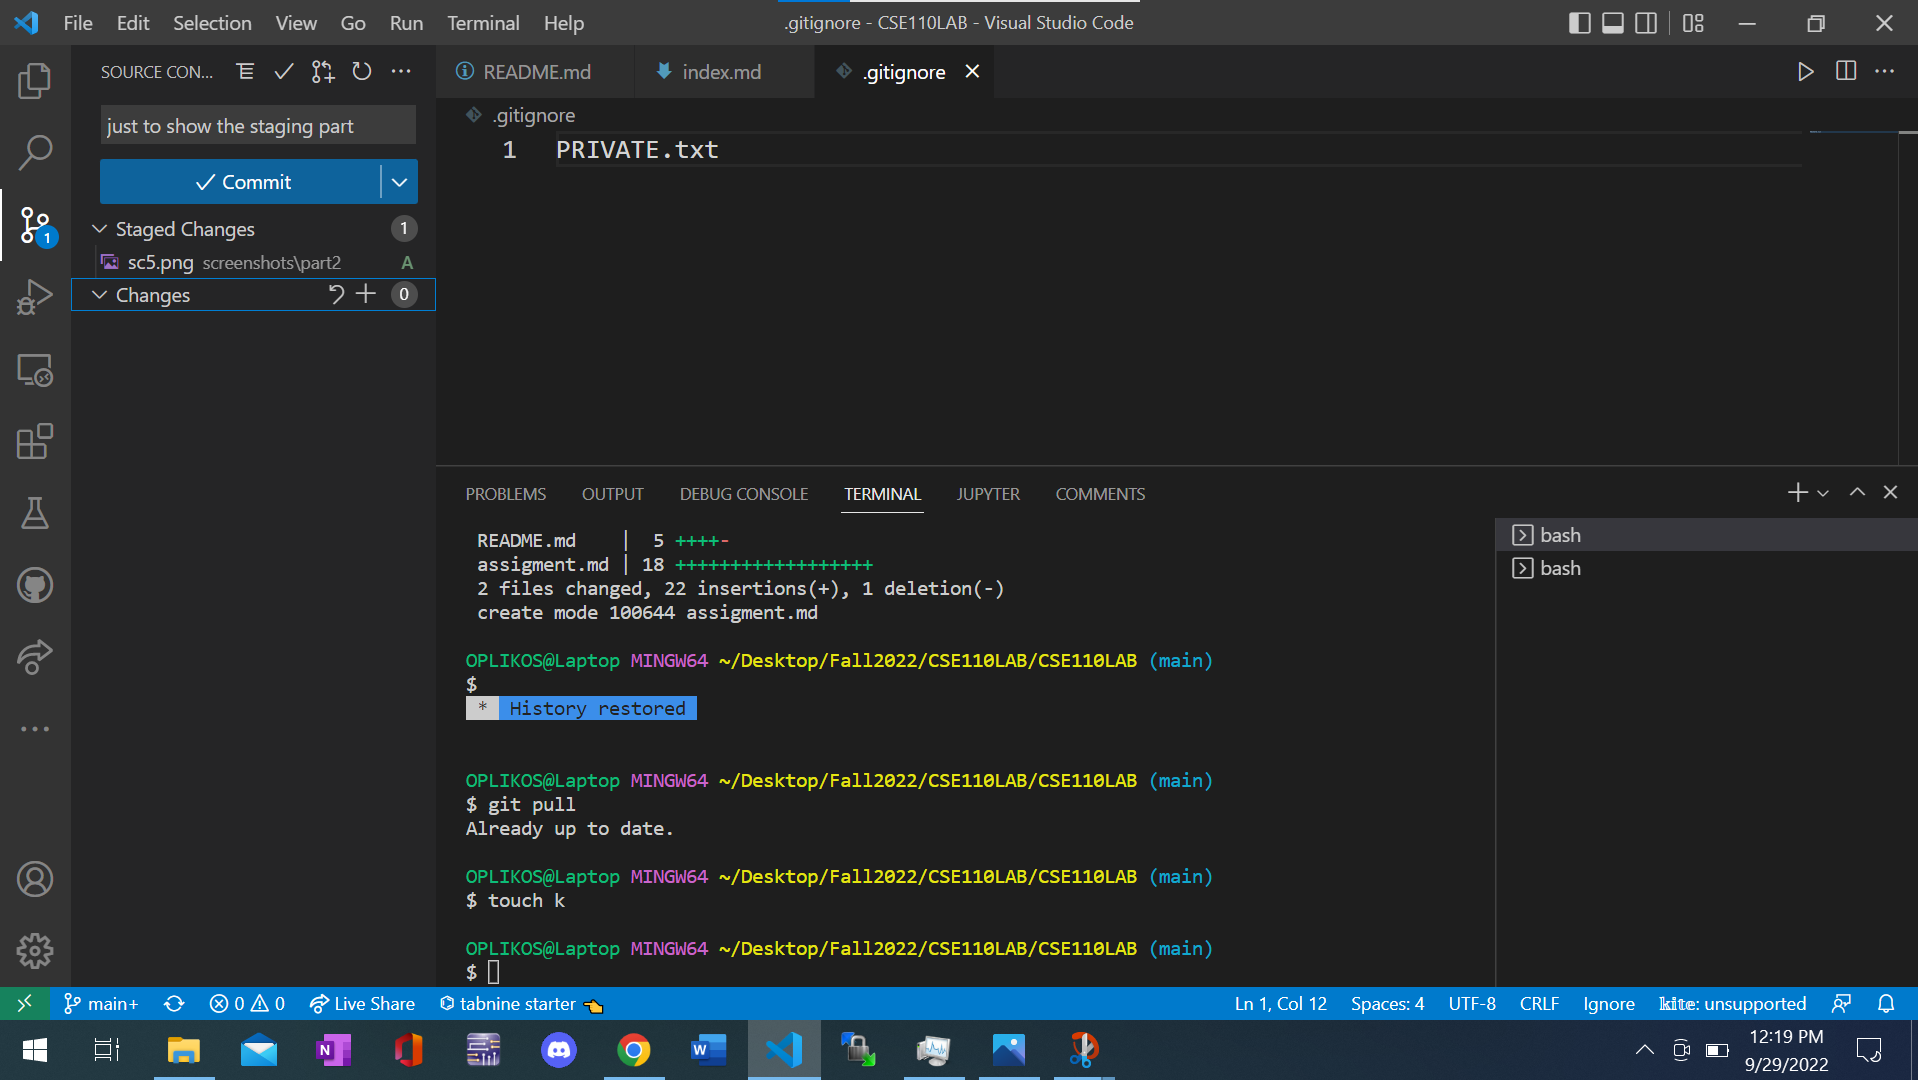 File Edit Selection View Go Run Terminal Help
.gitignore - CSE110LAB - Visual Studio Code
SOURCE CON...
just to show the staging part
Commit
Staged Changes 1
sc5.png screenshots\part2 A
Changes 0
1
README.md index.md .gitignore
.gitignore
1 PRIVATE.txt
PROBLEMS OUTPUT DEBUG CONSOLE TERMINAL JUPYTER COMMENTS
README.md | 5 ++++-
assigment.md | 18 ++++++++++++++++++
2 files changed, 22 insertions(+), 1 deletion(-)
create mode 100644 assigment.md
OPLIKOS@Laptop MINGW64 ~/Desktop/Fall2022/CSE110LAB/CSE110LAB (main)
$
* History restored
OPLIKOS@Laptop MINGW64 ~/Desktop/Fall2022/CSE110LAB/CSE110LAB (main)
$ git pull
Already up to date.
OPLIKOS@Laptop MINGW64 ~/Desktop/Fall2022/CSE110LAB/CSE110LAB (main)
$ touch k
OPLIKOS@Laptop MINGW64 ~/Desktop/Fall2022/CSE110LAB/CSE110LAB (main)
$
bash
bash
main+ 0 0 Live Share tabnine starter Ln 1, Col 12 Spaces: 4 UTF-8 CRLF Ignore kite: unsupported
N W
12:19 PM
9/29/2022